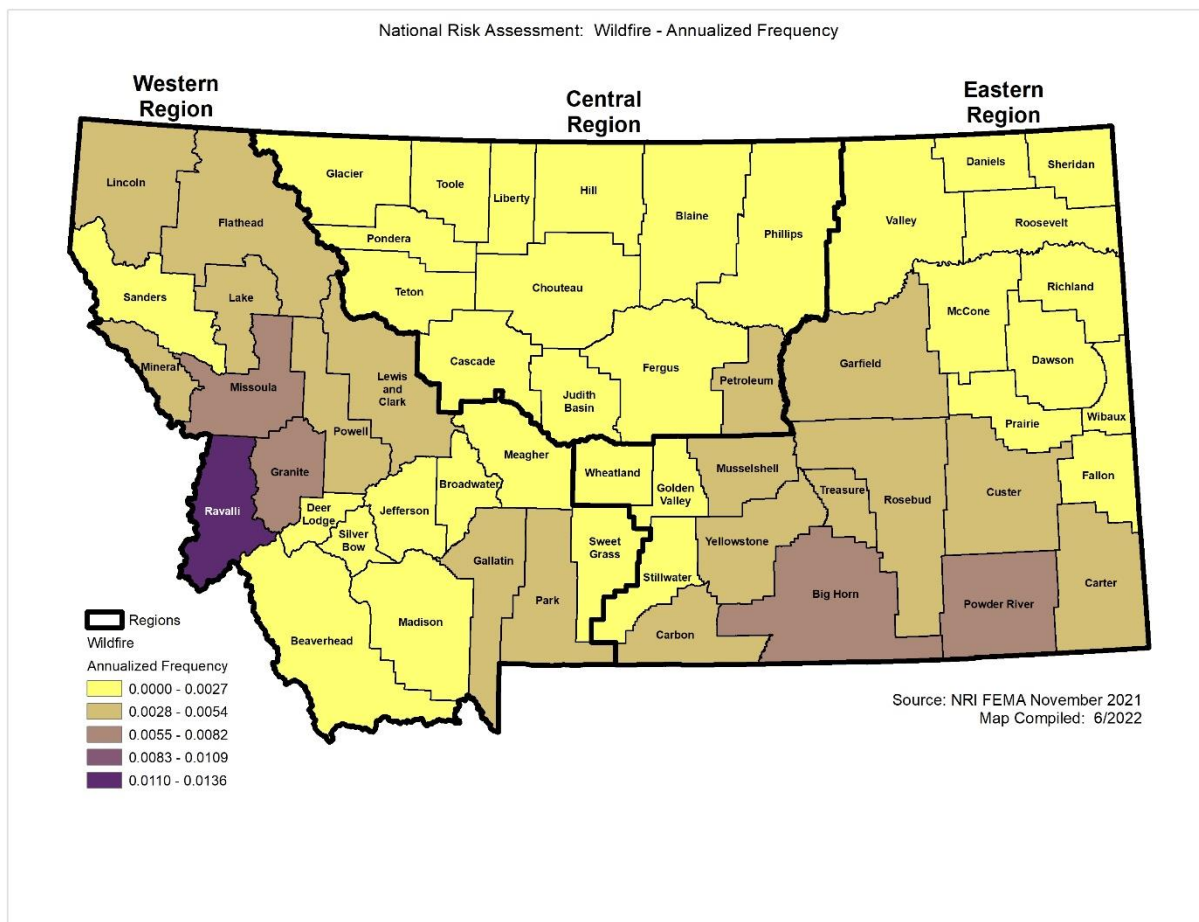 National Risk Assessment:  Wildfire - Annualized Frequency
Western
Region
Central
Region
Eastern
Region
Lincoln
Flathead
Glacier
Toole
Liberty
Hill
Blaine
Phillips
Valley
Daniels
Sheridan
Roosevelt
Pondera
Teton
Chouteau
Sanders
Lake
McCone
Richland
Dawson
Mineral
Missoula
Lewis
and
Clark
Cascade
Judith
Basin
Fergus
Petroleum
Garfield
Prairie
Wibaux
Powell
Granite
Ravalli
Deer
Lodge
Silver
Bow
Jefferson
Broadwater
Meagher
Wheatland
Golden
Valley
Musselshell
Treasure
Rosebud
Custer
Fallon
Beaverhead
Madison
Gallatin
Park
Sweet
Grass
Stillwater
Yellowstone
Carbon
Big Horn
Powder River
Carter
Regions
Wildfire
Annualized Frequency
0.0000 - 0.0027
0.0028 - 0.0054
0.0055 - 0.0082
0.0083 - 0.0109
0.0110 - 0.0136
Source: NRI FEMA November 2021
Map Compiled:  6/2022